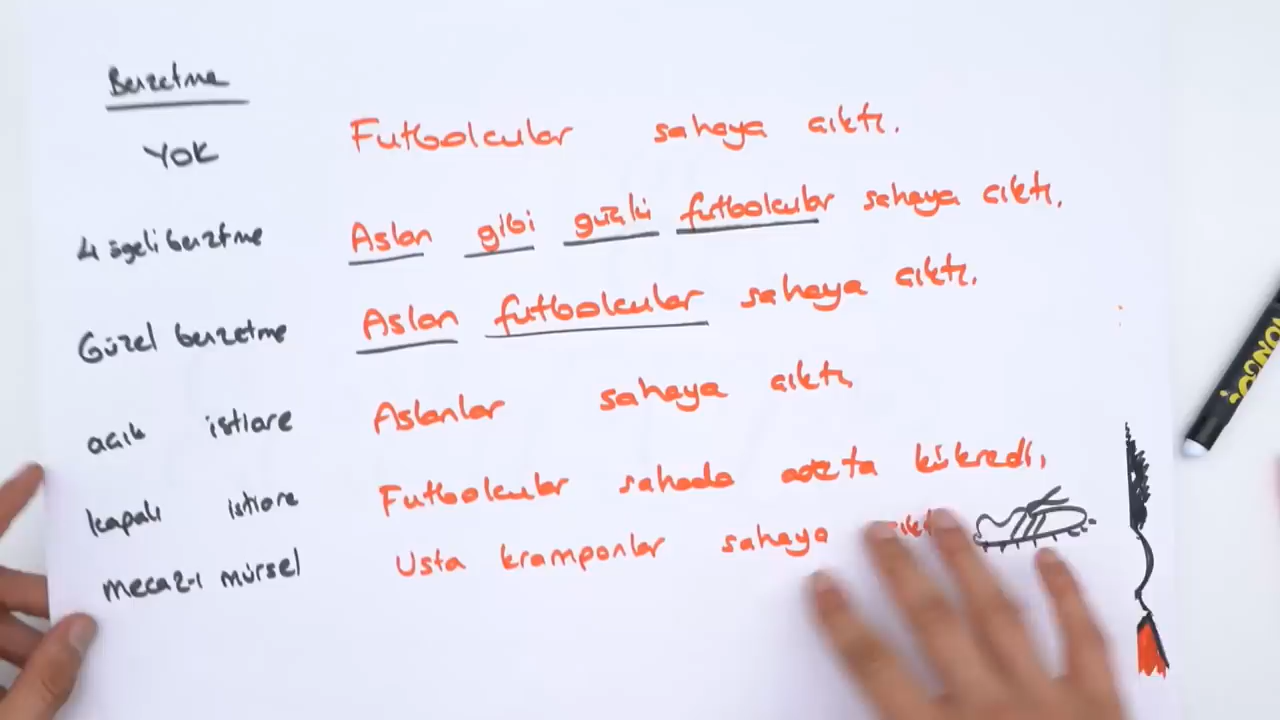 Benzetme
YOK Futbolcular sahaya çıktı.
4 ögeli benzetme Aslan gibi güçlü futbolcular sahaya çıktı.
Güzel benzetme Aslan futbolcular sahaya çıktı.
açık istiare Aslanlar sahaya çıktı
kapalı istiare Futbolcular sahada adeta kükredi.
mecaz-ı mürsel Usta kramponlar sahaya